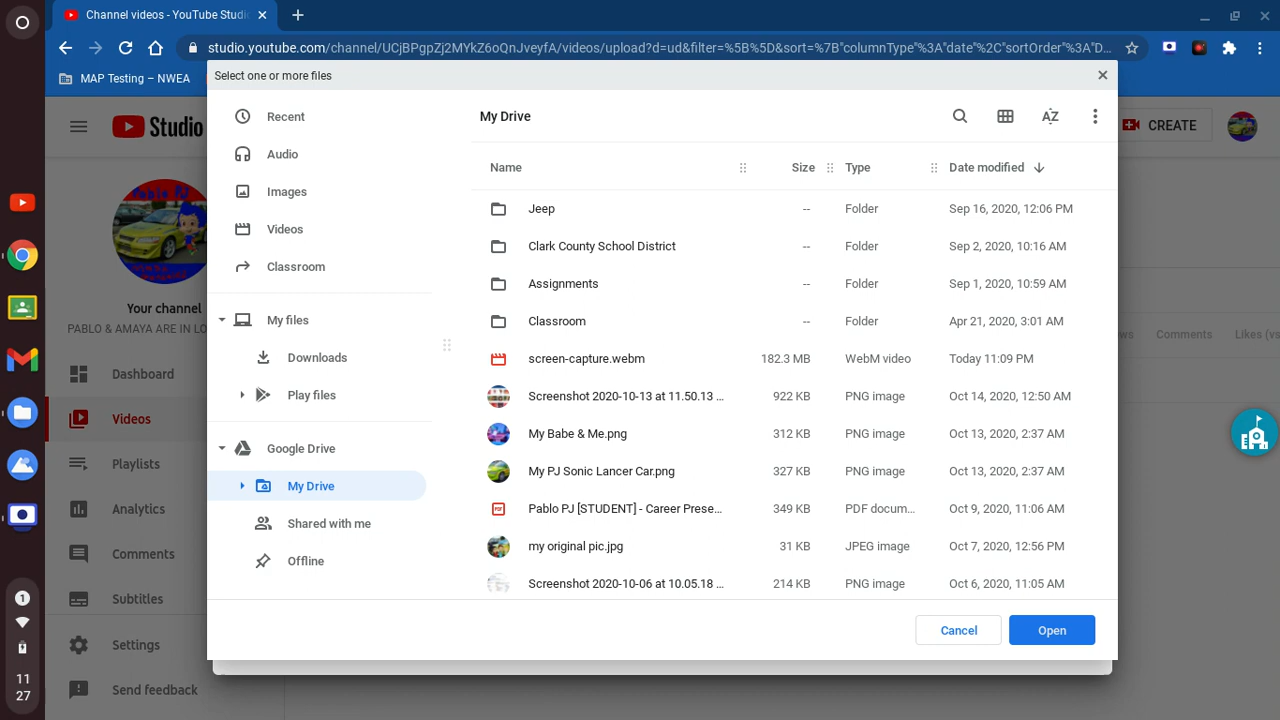 Channel videos - YouTube Studio
studio.youtube.com/channel/UCjBPgpZj2MYkZ6oQnJveyfA/videos/upload?d=ud&filter=%5B%5D&sort=%7B"columnType"%3A"date"%2C"sortOrder"%3A"D...
MAP Testing – NWEA
Select one or more files
Studio
CREATE
Recent
Audio
Images
Videos
Classroom
My files
Downloads
Play files
Google Drive
My Drive
Shared with me
Offline
My Drive
AZ
Name Size Type Date modified
Jeep -- Folder Sep 16, 2020, 12:06 PM
Clark County School District -- Folder Sep 2, 2020, 10:16 AM
Assignments -- Folder Sep 1, 2020, 10:59 AM
Classroom -- Folder Apr 21, 2020, 3:01 AM
screen-capture.webm 182.3 MB WebM video Today 11:09 PM
Screenshot 2020-10-13 at 11.50.13 ... 922 KB PNG image Oct 14, 2020, 12:50 AM
My Babe & Me.png 312 KB PNG image Oct 13, 2020, 2:37 AM
My PJ Sonic Lancer Car.png 327 KB PNG image Oct 13, 2020, 2:37 AM
PDF Pablo PJ [STUDENT] - Career Prese... 349 KB PDF docum... Oct 9, 2020, 11:06 AM
my original pic.jpg 31 KB JPEG image Oct 7, 2020, 12:56 PM
Screenshot 2020-10-06 at 10.05.18 ... 214 KB PNG image Oct 6, 2020, 11:05 AM
Cancel Open
Pablo PJ
Your channel
PABLO & AMAYA ARE IN LO
Dashboard
Videos
Playlists
Analytics
Comments
Subtitles
Settings
Send feedback
ws Comments Likes (vs
1
11
27